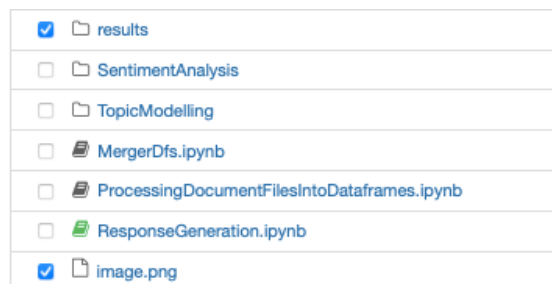 results
SentimentAnalysis
TopicModelling
MergerDfs.ipynb
ProcessingDocumentFilesIntoDataframes.ipynb
ResponseGeneration.ipynb
image.png